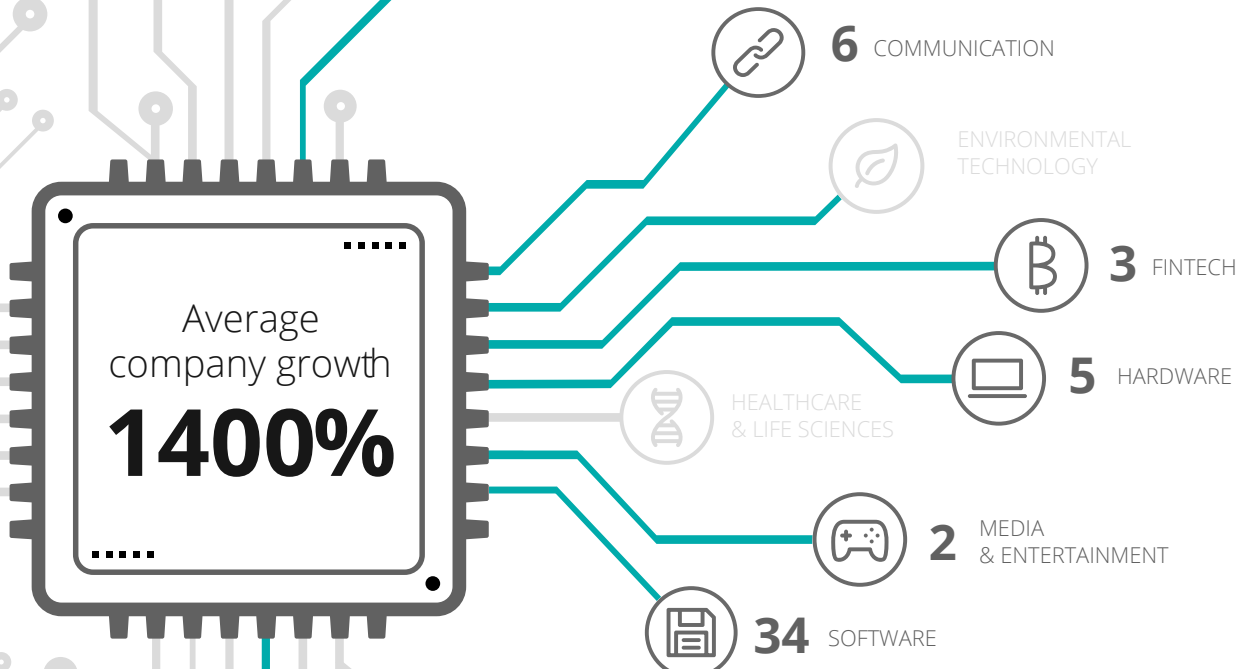 6 COMMUNICATION
ENVIRONMENTAL
TECHNOLOGY
3 FINTECH
Average
company growth
1400%
5 HARDWARE
HEALTHCARE
& LIFE SCIENCES
2 MEDIA
& ENTERTAINMENT
34 SOFTWARE